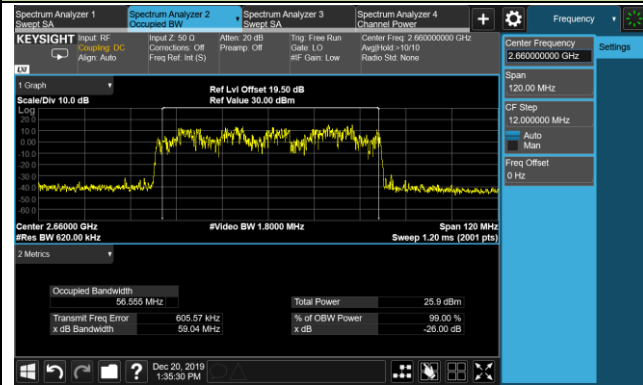 Spectrum Analyzer 1
Swept SA
Spectrum Analyzer 2
Occupied BW
Spectrum Analyzer 3
Swept SA
Spectrum Analyzer 4
Channel Power
Frequency
KEYSIGHT
Input: RF
Coupling: DC
Align: Auto
Input Z: 50 Ω
Corrections: Off
Freq Ref: Int (S)
Atten: 20 dB
Preamp: Off
Trig: Free Run
Gate: LO
#IF Gain: Low
Center Freq: 2.660000000 GHz
Avg|Hold:>10/10
Radio Std: None
LXI
Center Frequency
2.660000000 GHz
Settings
Span
120.00 MHz
CF Step
12.000000 MHz
Auto
Man
Freq Offset
0 Hz
1 Graph
Scale/Div 10.0 dB
Ref Lvl Offset 19.50 dB
Ref Value 30.00 dBm
Log
20.0
10.0
0.00
-10.0
-20.0
-30.0
-40.0
-50.0
-60.0
Center 2.66000 GHz
#Res BW 620.00 kHz
#Video BW 1.8000 MHz
Span 120 MHz
Sweep 1.20 ms (2001 pts)
2 Metrics
Occupied Bandwidth
56.555 MHz
Total Power
25.9 dBm
Transmit Freq Error
605.57 kHz
% of OBW Power
99.00 %
x dB Bandwidth
59.04 MHz
x dB
-26.00 dB
?
Dec 20, 2019
1:35:30 PM